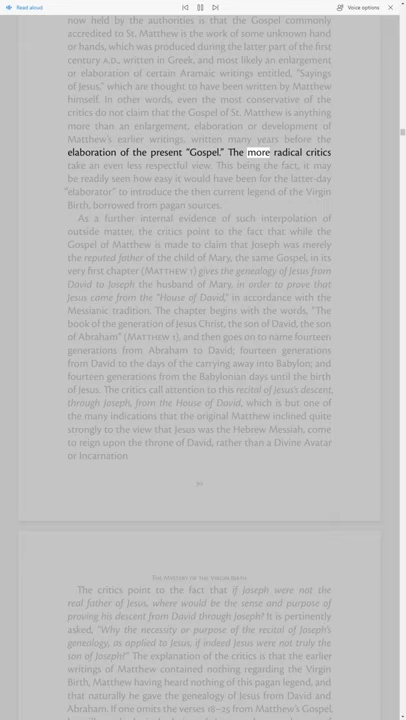 Read aloud
Voice options
now held by the authorities is that the Gospel commonly
accredited to St. Matthew is the work of some unknown hand
or hands, which was produced during the latter part of the first
century A.D., written in Greek, and most likely an enlargement
or elaboration of certain Aramaic writings entitled, "Sayings
of Jesus," which are thought to have been written by Matthew
himself. In other words, even the most conservative of the
critics do not claim that the Gospel of St. Matthew is anything
more than an enlargement, elaboration or development of
Matthew's earlier writings, written many years before the
elaboration of the present "Gospel." The more radical critics
take an even less respectful view. This being the fact, it may
be readily seen how easy it would have been for the latter-day
"elaborator" to introduce the then current legend of the Virgin
Birth, borrowed from pagan sources.
As a further internal evidence of such interpolation of
outside matter, the critics point to the fact that while the
Gospel of Matthew is made to claim that Joseph was merely
the reputed father of the child of Mary, the same Gospel, in its
very first chapter (MATTHEW 1) gives the genealogy of Jesus from
David to Joseph the husband of Mary, in order to prove that
Jesus came from the "House of David," in accordance with the
Messianic tradition. The chapter begins with the words, "The
book of the generation of Jesus Christ, the son of David, the son
of Abraham" (MATTHEW 1), and then goes on to name fourteen
generations from Abraham to David; fourteen generations
from David to the days of the carrying away into Babylon; and
fourteen generations from the Babylonian days until the birth
of Jesus. The critics call attention to this recital of Jesus's descent,
through Joseph, from the House of David, which is but one of
the many indications that the original Matthew inclined quite
strongly to the view that Jesus was the Hebrew Messiah, come
to reign upon the throne of David, rather than a Divine Avatar
or Incarnation
THE MYSTERY OF THE VIRGIN BIRTH
The critics point to the fact that if Joseph were not the
real father of Jesus, where would be the sense and purpose of
proving his descent from David through Joseph? It is pertinently
asked, "Why the necessity or purpose of the recital of Joseph's
genealogy, as applied to Jesus, if indeed Jesus were not truly the
son of Joseph?" The explanation of the critics is that the earlier
writings of Matthew contained nothing regarding the Virgin
Birth, Matthew having heard nothing of this pagan legend, and
that naturally he gave the genealogy of Jesus from David and
Abraham. If one omits the verses 18–25 from Matthew's Gospel,